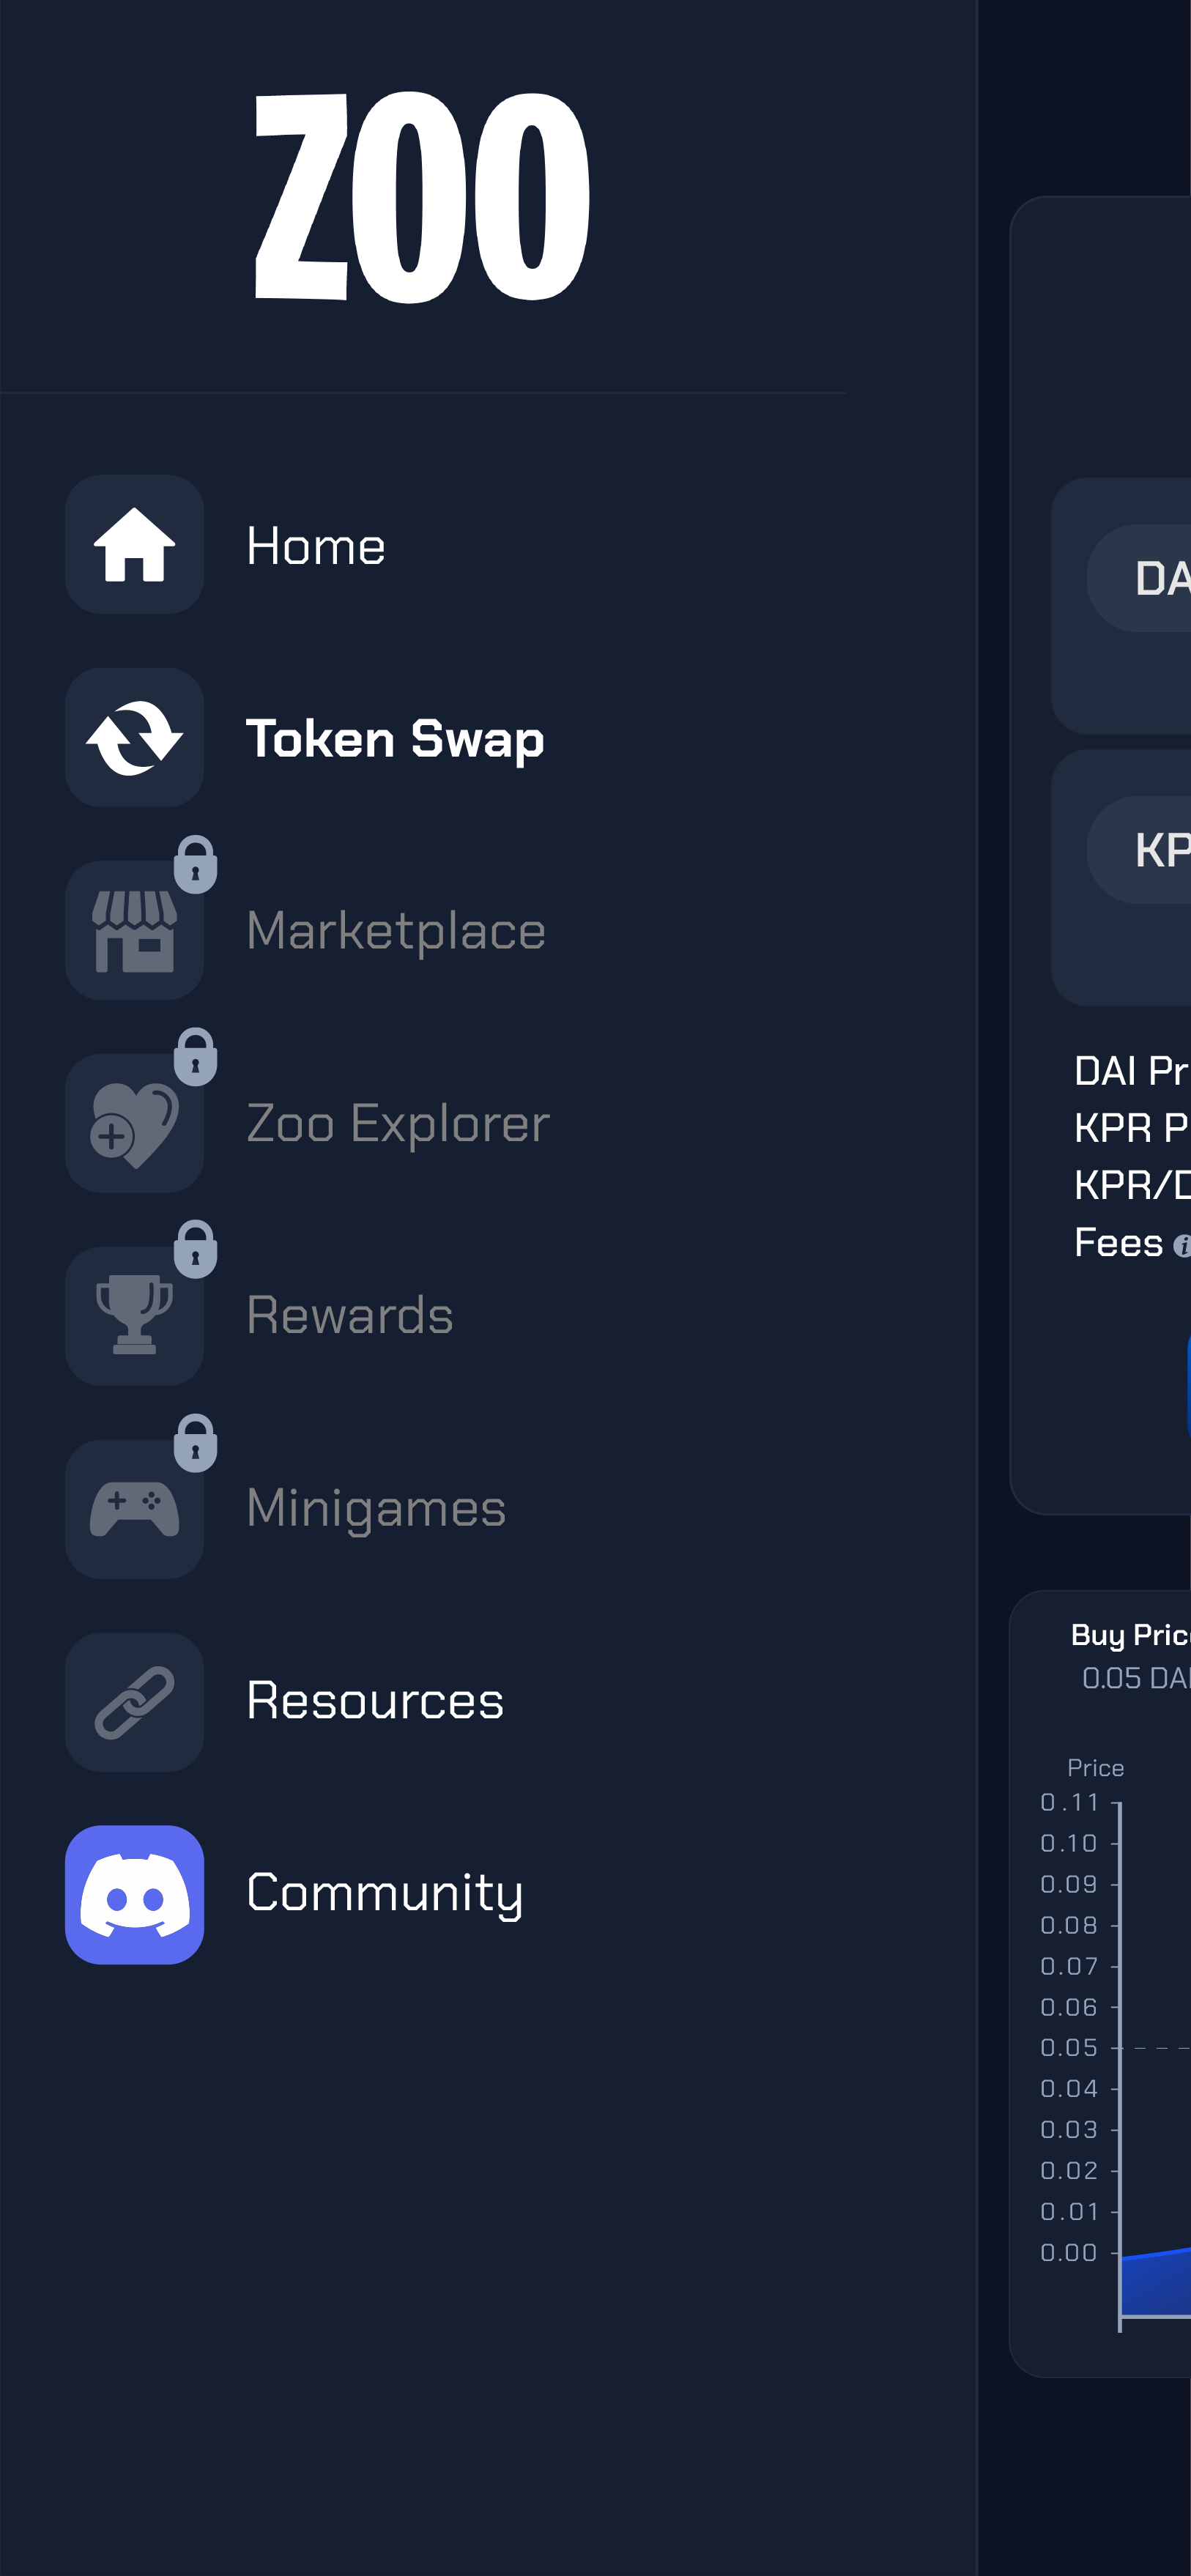 ZOO
Home
Token Swap
Marketplace
Zoo Explorer
Rewards
Minigames
Resources
Community
DA
KP
DAI Pr
KPR P
KPR/D
Fees
Buy Pric
0.05 DAI
Price
0.11
0.10
0.09
0.08
0.07
0.06
0.05
0.04
0.03
0.02
0.01
0.00